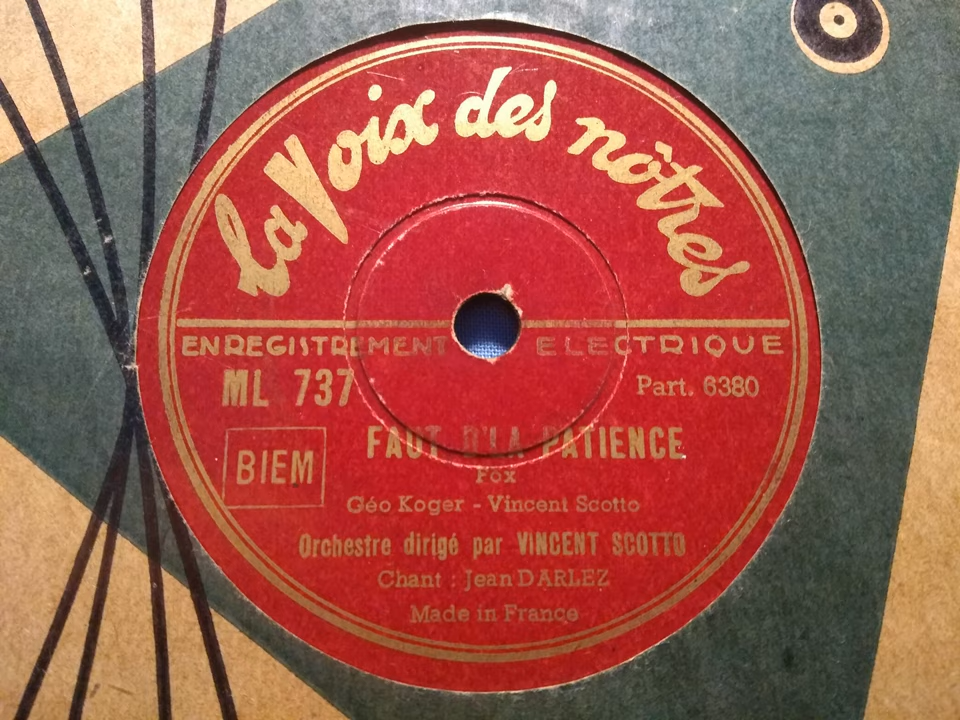 La Voix des nôtres
ENREGISTREMENT ELECTRIQUE
ML 737
Part. 6380
BIEM
FAUT D'LA PATIENCE
Fox
Géo Koger - Vincent Scotto
Orchestre dirigé par VINCENT SCOTTO
Chant : Jean DARLEZ
Made in France